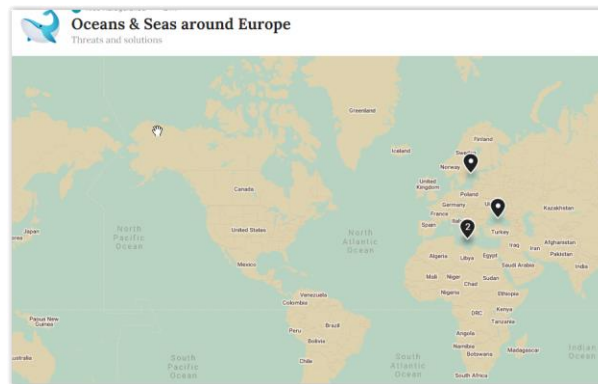 Oceans & Seas around Europe
Threats and solutions
Greenland
Finland
Iceland
Norway
United
Kingdom
Poland
Canada
Germany
Kazakhstan
France
Spain
Turkey
Japan
North
Pacific
Ocean
United States
North
Atlantic
Ocean
Iraq
Iran
Afghanistan
Pakistan
Algeria
Libya
Egypt
Saudi Arabia
India
Mexico
Mali
Niger
Chad
Sudan
Nigeria
Ethiopia
Venezuela
Colombia
DRC
Kenya
Tanzania
Papua New
Guinea
Peru
Brazil
Bolivia
Angola
Namibia
Botswana
Madagascar
Indian
Ocean
South
Pacific
Ocean
Chile
South
Atlantic
Ocean
South Africa
2